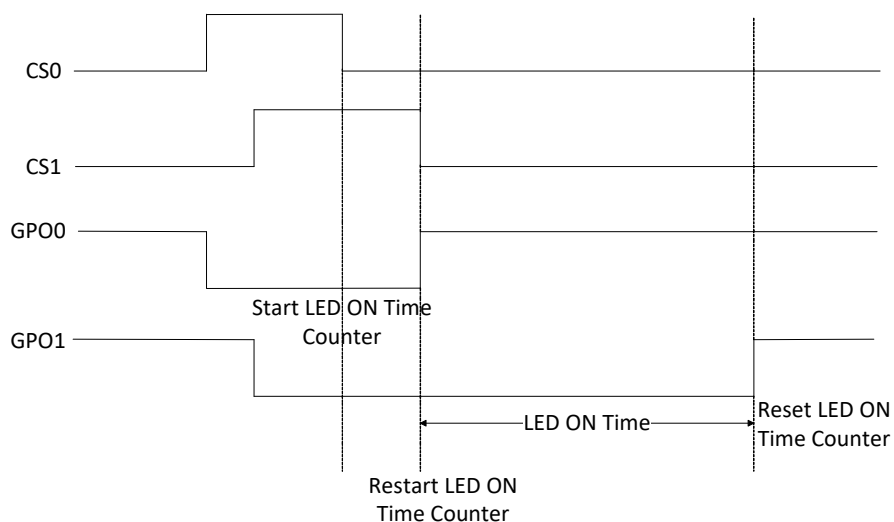 CS0
CS1
GPO0
Start LED ON Time
Counter
GPO1
LED ON Time
Reset LED ON
Time Counter
Restart LED ON
Time Counter